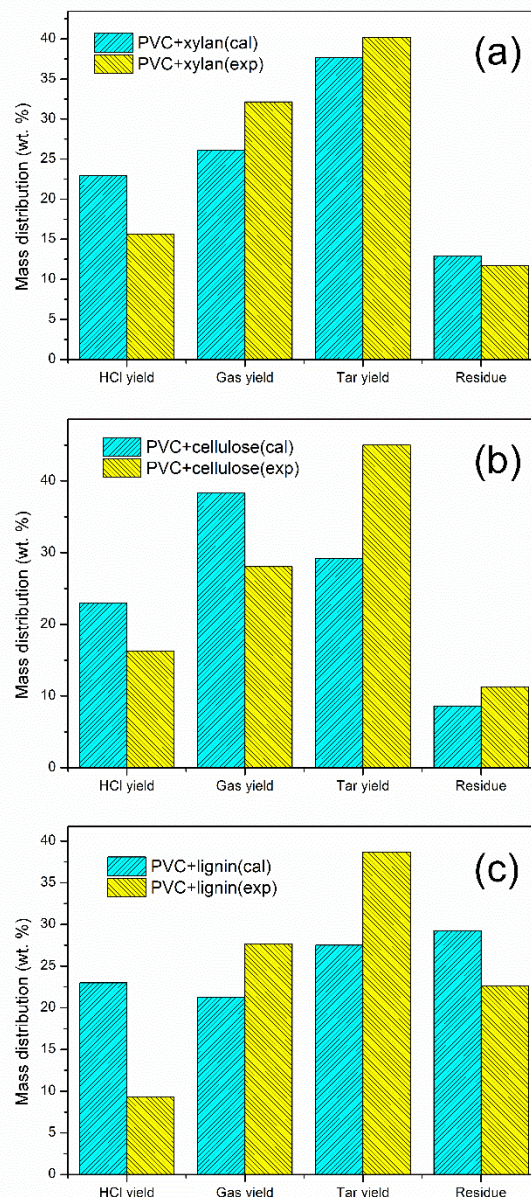 (a)
PVC+xylan(cal)
PVC+xylan(exp)
Mass distribution (wt. %)
40
35
30
25
20
15
10
5
0
HCl yield Gas yield Tar yield Residue
(b)
PVC+cellulose(cal)
PVC+cellulose(exp)
Mass distribution (wt. %)
40
30
20
10
0
HCl yield Gas yield Tar yield Residue
(c)
PVC+lignin(cal)
PVC+lignin(exp)
Mass distribution (wt. %)
40
35
30
25
20
15
10
5
0
HCl yield Gas yield Tar yield Residue